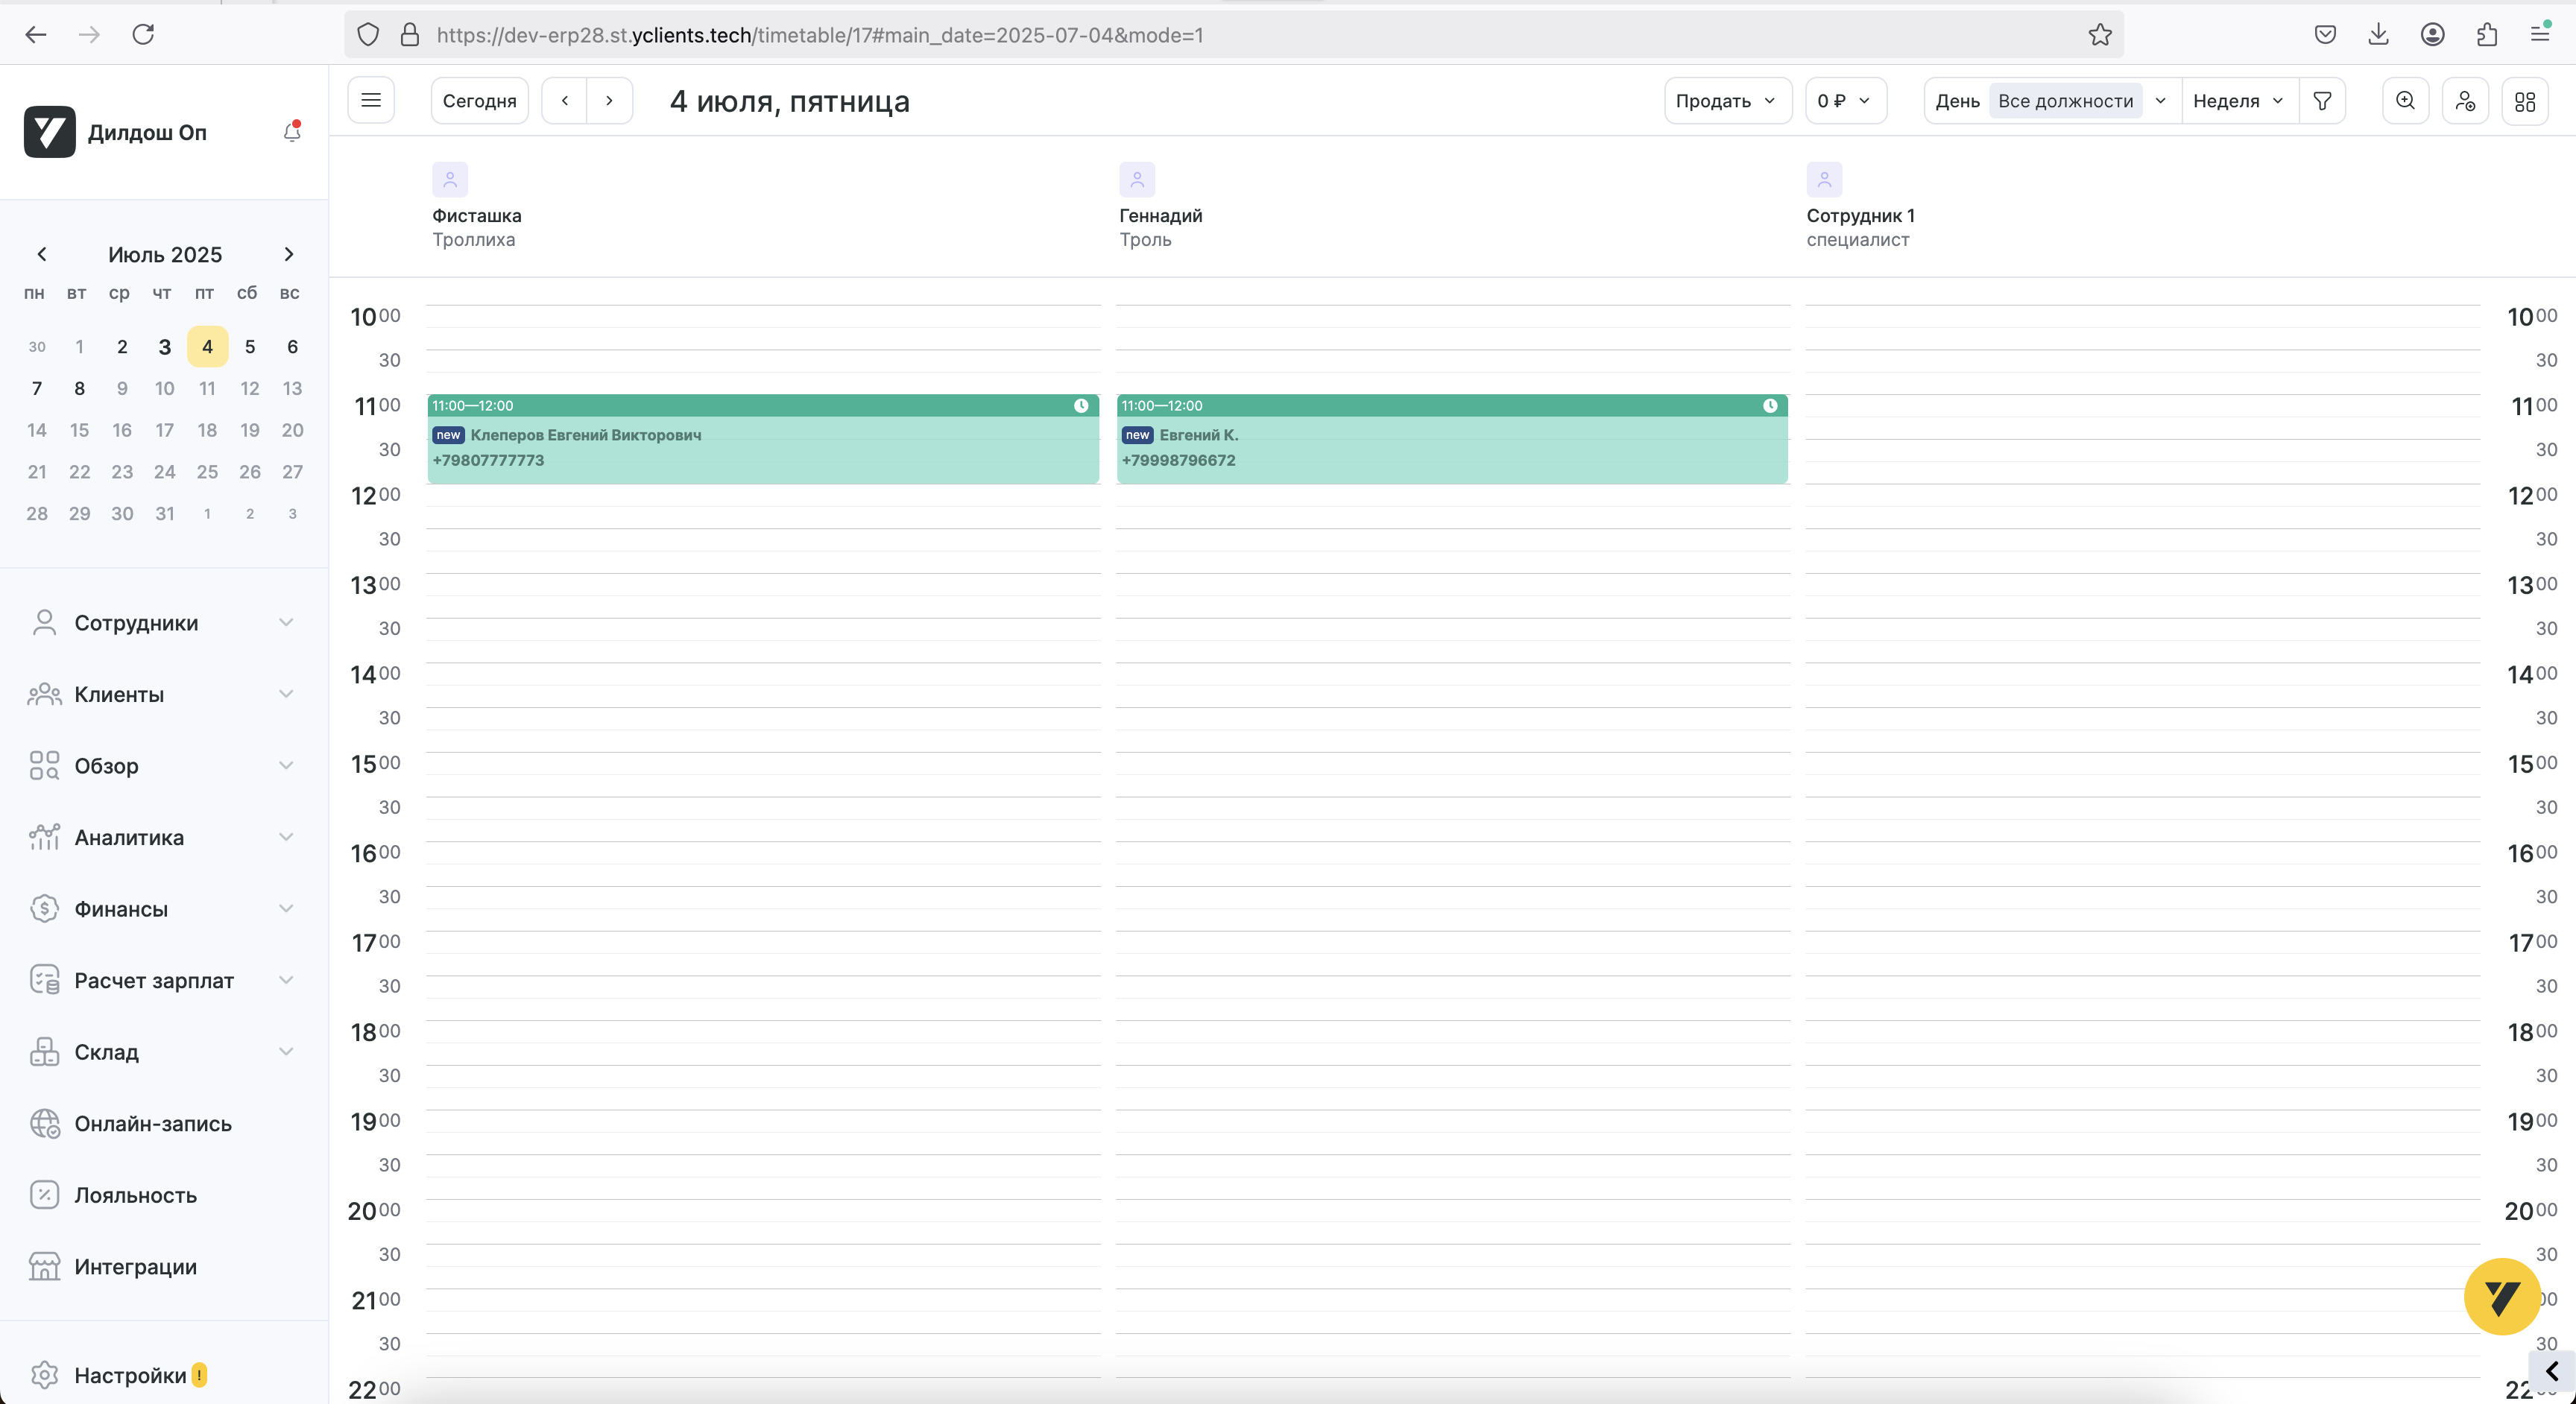 https://dev-erp28.st.yclients.tech/timetable/17#main_date=2025-07-04&mode=1
Дилдош Оп
Сегодня
4 июля, пятница
Продать
0 ₽
День
Все должности
Неделя
Июль 2025
пн вт ср чт пт сб вс
30 1 2 3 4 5 6
7 8 9 10 11 12 13
14 15 16 17 18 19 20
21 22 23 24 25 26 27
28 29 30 31 1 2 3
Сотрудники
Клиенты
Обзор
Аналитика
Финансы
Расчет зарплат
Склад
Онлайн-запись
Лояльность
Интеграции
Настройки !
Фисташка
Троллиха
Геннадий
Троль
Сотрудник 1
специалист
10 00
30
11 00
30
12 00
30
13 00
30
14 00
30
15 00
30
16 00
30
17 00
30
18 00
30
19 00
30
20 00
30
21 00
30
22 00
11:00—12:00
new Клеперов Евгений Викторович
+79807777773
11:00—12:00
new Евгений К.
+79998796672
10 00
30
11 00
30
12 00
30
13 00
30
14 00
30
15 00
30
16 00
30
17 00
30
18 00
30
19 00
30
20 00
30
00
30
22